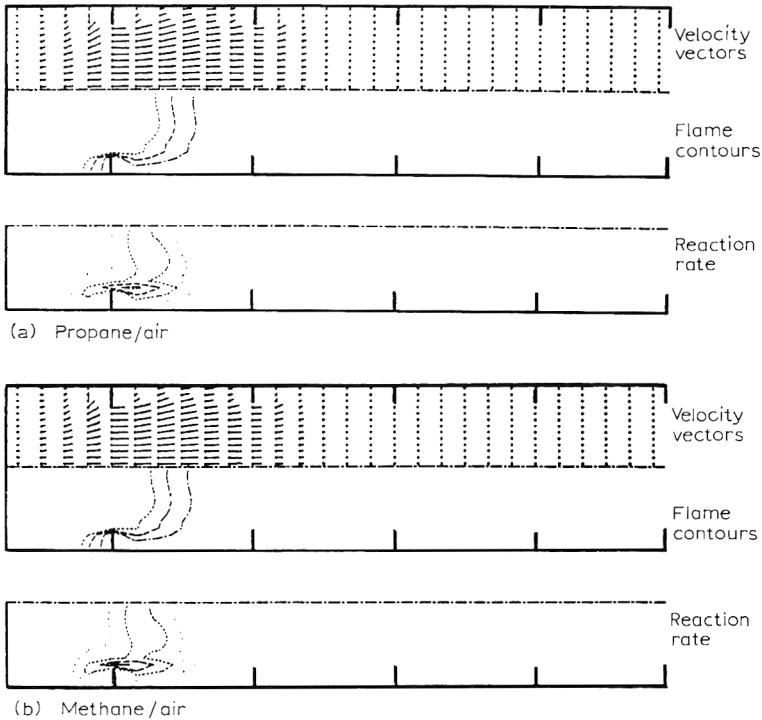 Velocity
vectors
Flame
contours
Reaction
rate
(a) Propane/air
Velocity
vectors
Flame
contours
Reaction
rate
(b) Methane/air